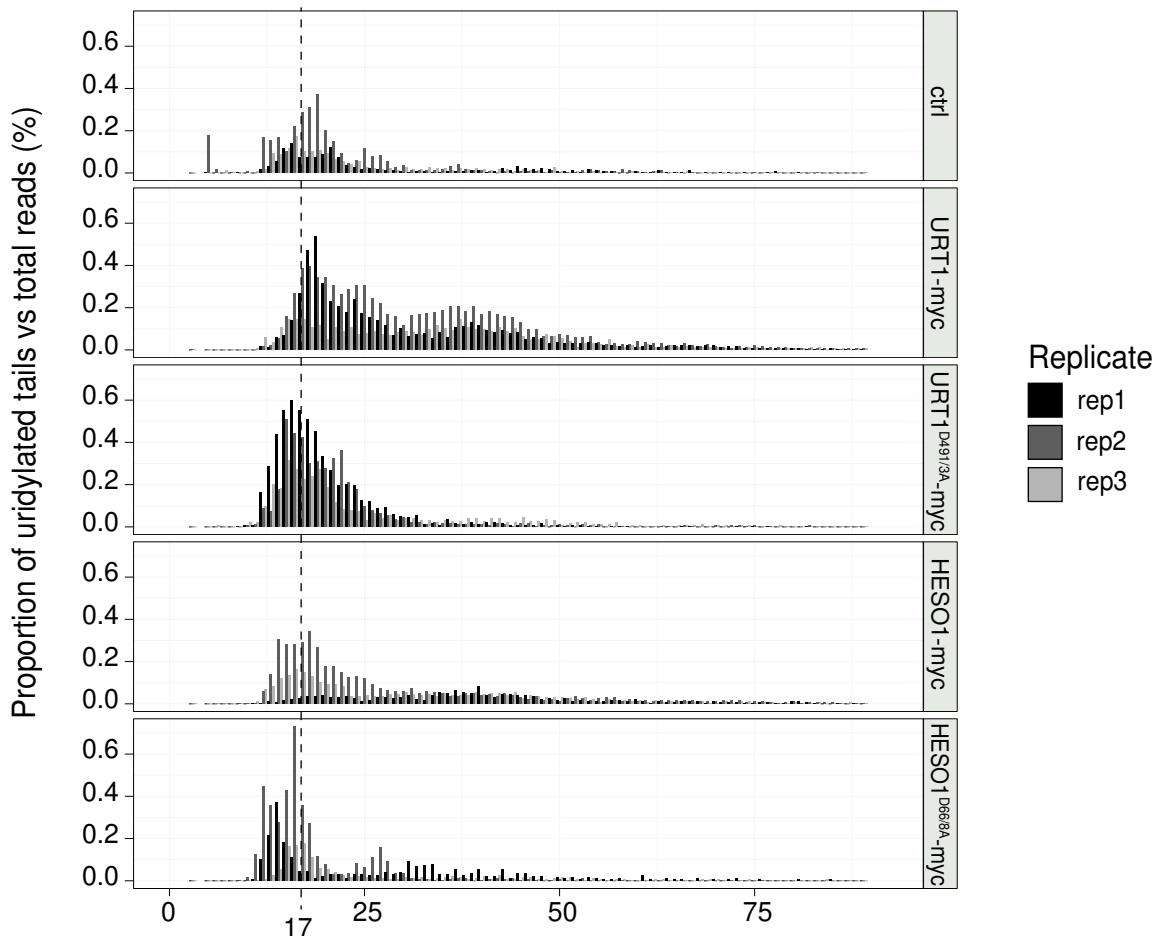 Proportion of uridylated tails vs total reads (%)
0.6
0.4
0.2
0.0
ctrl
0.6
0.4
0.2
0.0
URT1-myc
0.6
0.4
0.2
0.0
URT1D491/3A-myc
0.6
0.4
0.2
0.0
HESO1-myc
0.6
0.4
0.2
0.0
HESO1D66/8A-myc
0
17
25
50
75
Replicate
rep1
rep2
rep3